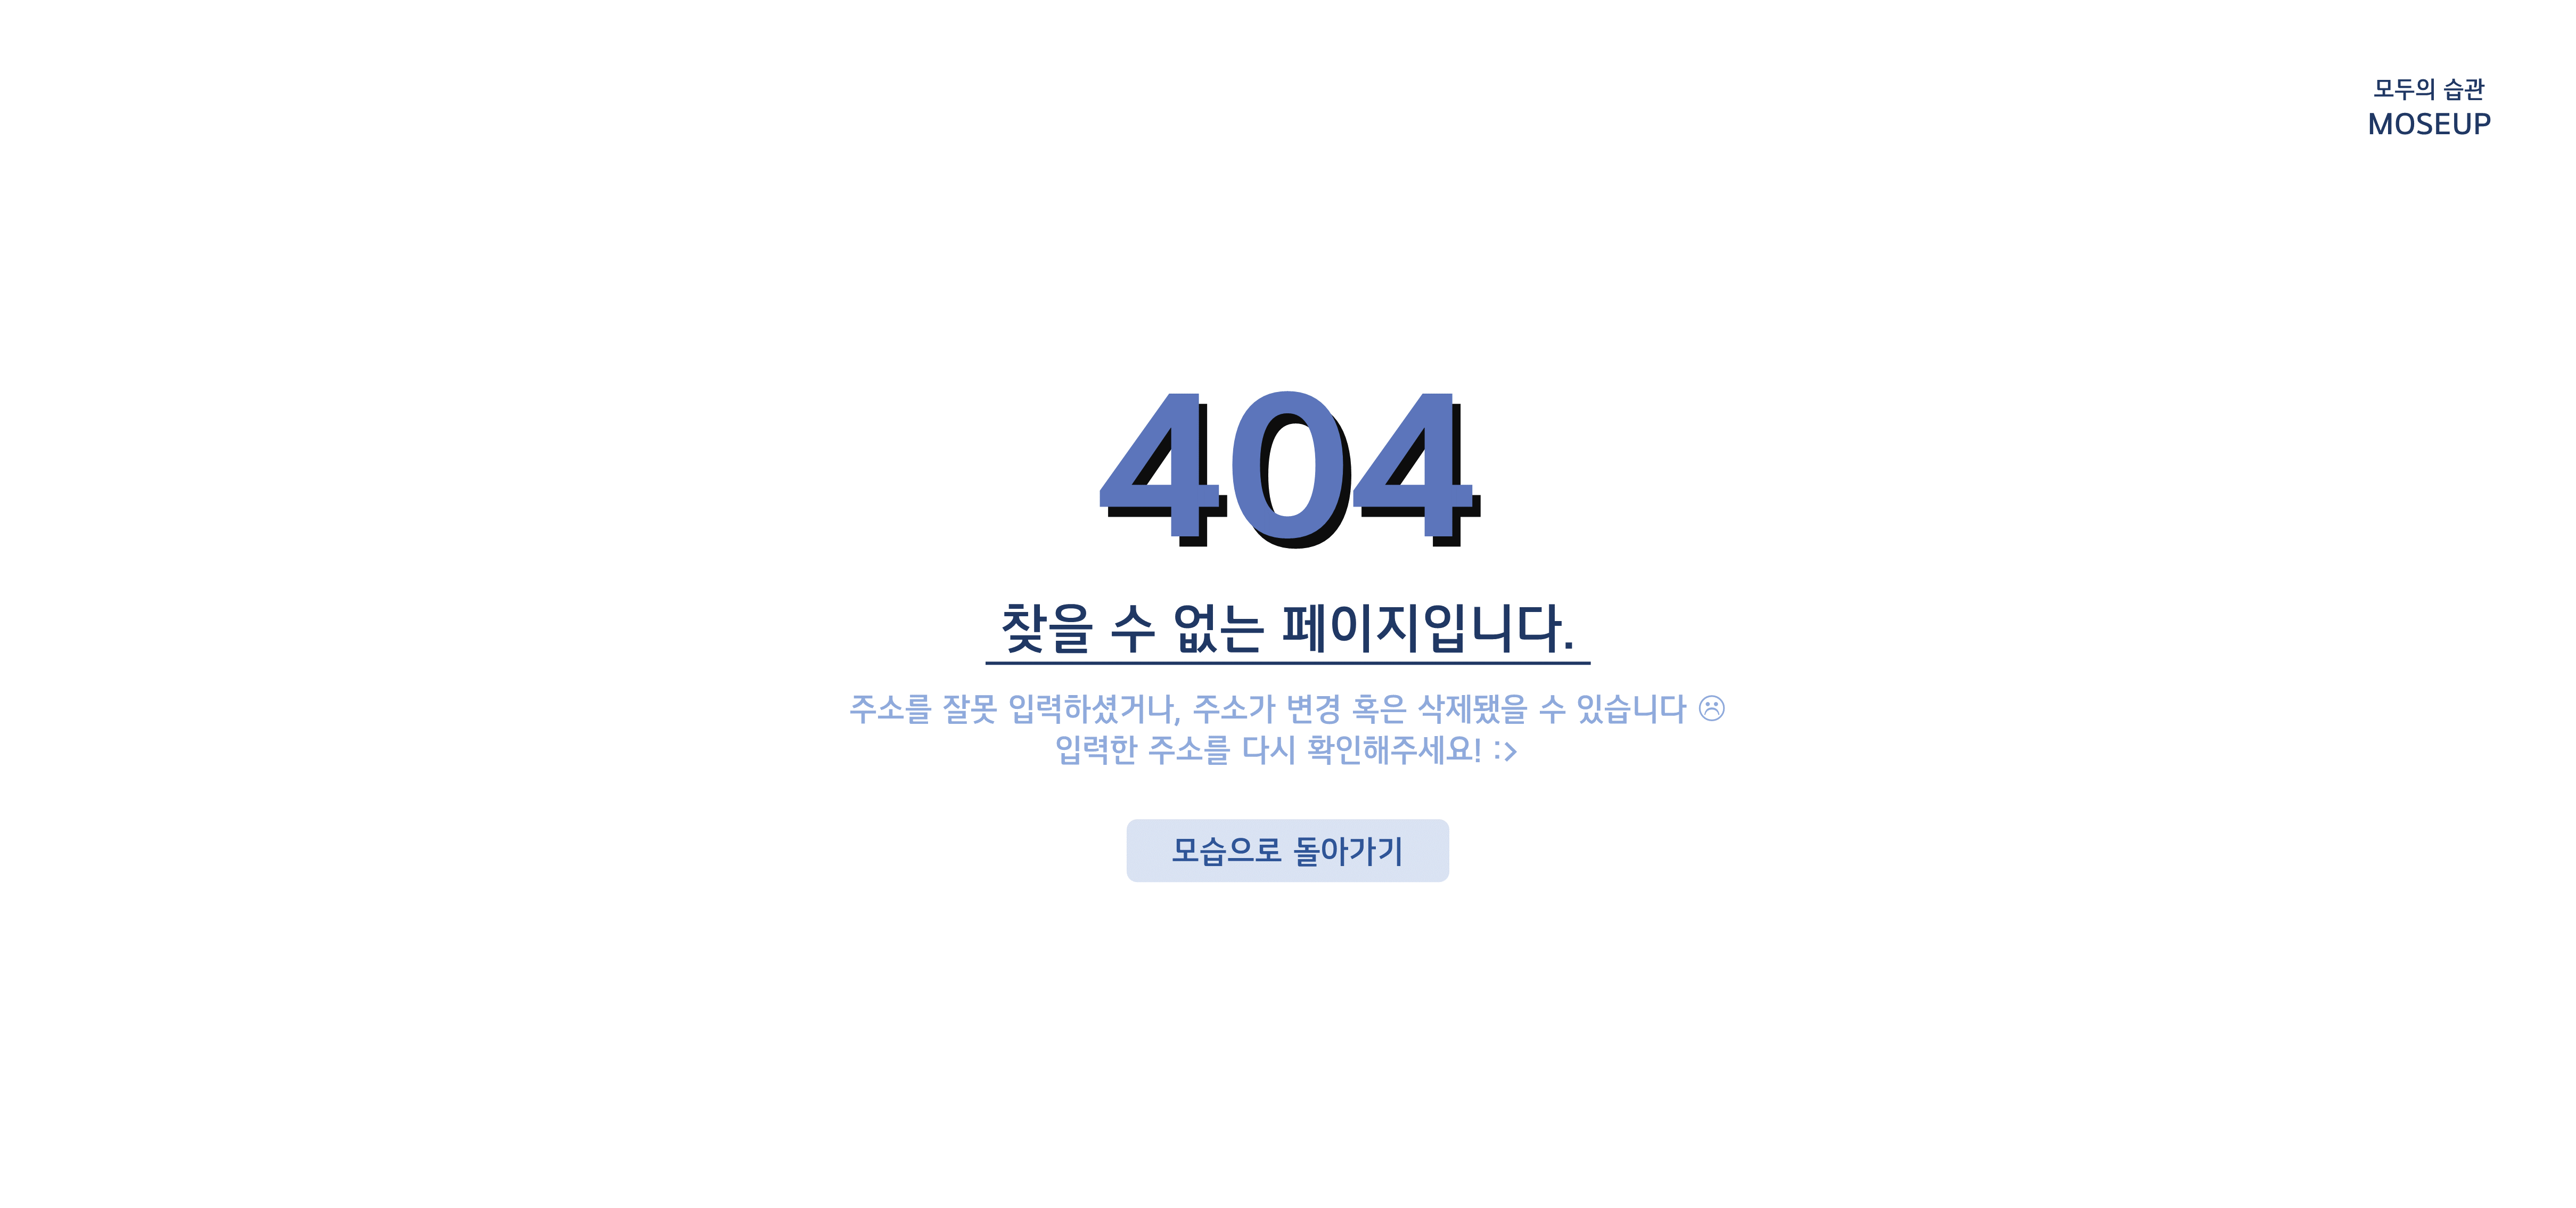 모두의 습관
MOSEUP
404
찾을 수 없는 페이지입니다.
주소를 잘못 입력하셨거나, 주소가 변경 혹은 삭제됐을 수 있습니다 ☹
입력한 주소를 다시 확인해주세요! :>
모습으로 돌아가기